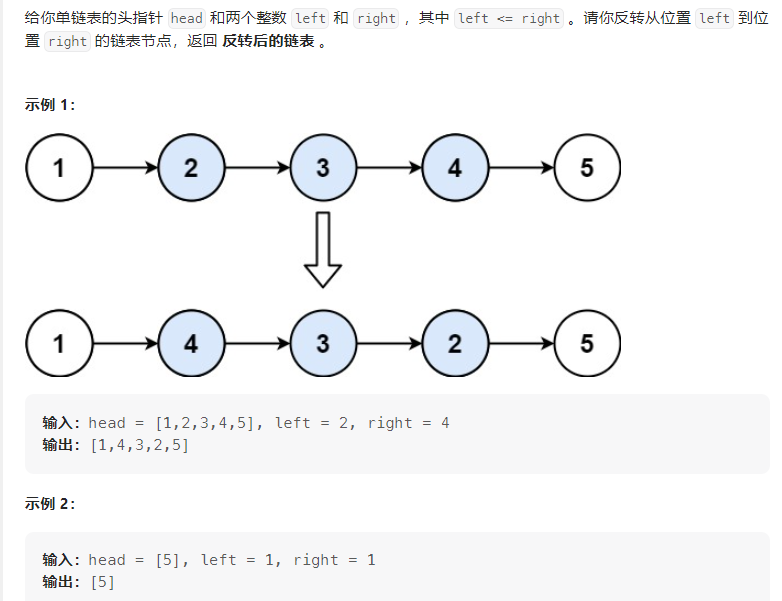 给你单链表的头指针 head 和两个整数 left 和 right ，其中 left <= right 。请你反转从位置 left 到位
置 right 的链表节点，返回 反转后的链表 。
示例 1：
1 2 3 4 5
1 4 3 2 5
输入：head = [1,2,3,4,5], left = 2, right = 4
输出：[1,4,3,2,5]
示例 2：
输入：head = [5], left = 1, right = 1
输出：[5]